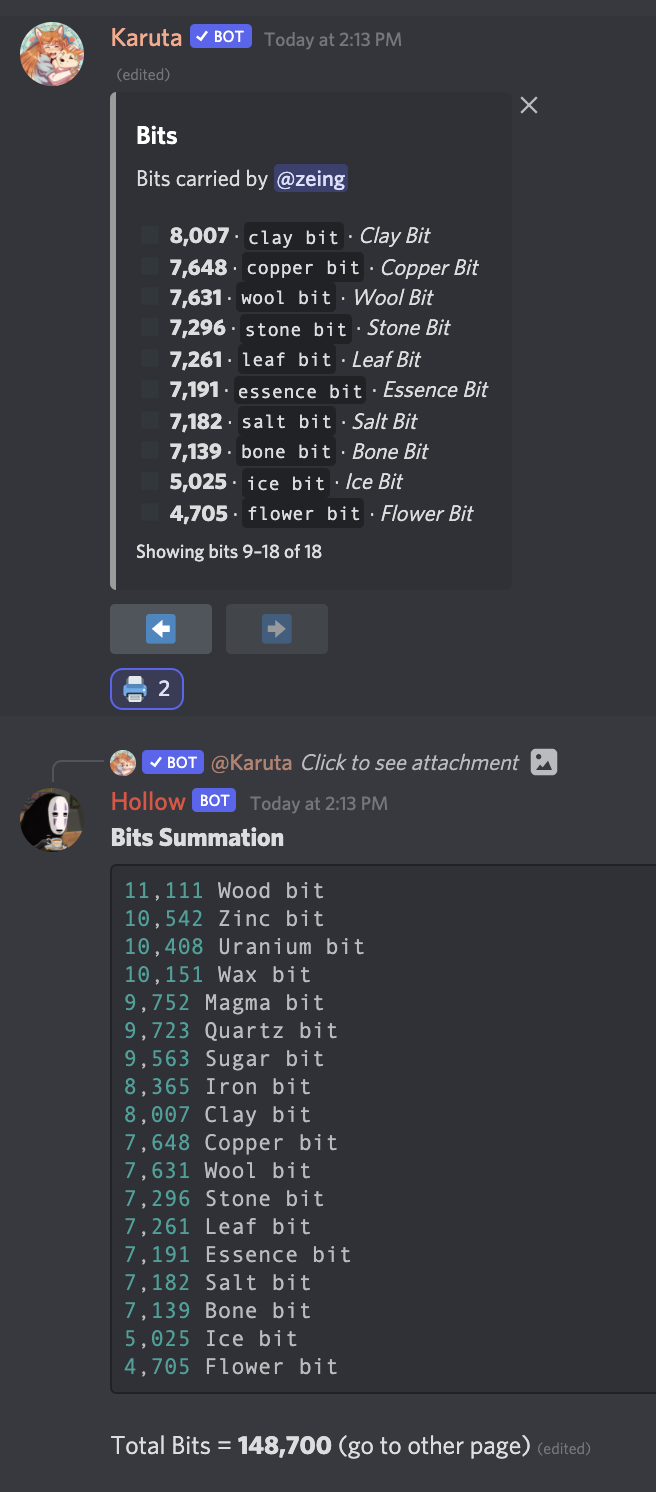 Karuta ✓ BOT Today at 2:13 PM
(edited)
Bits
Bits carried by @zeing
8,007 · clay bit · Clay Bit
7,648 · copper bit · Copper Bit
7,631 · wool bit · Wool Bit
7,296 · stone bit · Stone Bit
7,261 · leaf bit · Leaf Bit
7,191 · essence bit · Essence Bit
7,182 · salt bit · Salt Bit
7,139 · bone bit · Bone Bit
5,025 · ice bit · Ice Bit
4,705 · flower bit · Flower Bit
Showing bits 9–18 of 18
2
✓ BOT @Karuta Click to see attachment
Hollow BOT Today at 2:13 PM
Bits Summation
11,111 Wood bit
10,542 Zinc bit
10,408 Uranium bit
10,151 Wax bit
9,752 Magma bit
9,723 Quartz bit
9,563 Sugar bit
8,365 Iron bit
8,007 Clay bit
7,648 Copper bit
7,631 Wool bit
7,296 Stone bit
7,261 Leaf bit
7,191 Essence bit
7,182 Salt bit
7,139 Bone bit
5,025 Ice bit
4,705 Flower bit
Total Bits = 148,700 (go to other page) (edited)